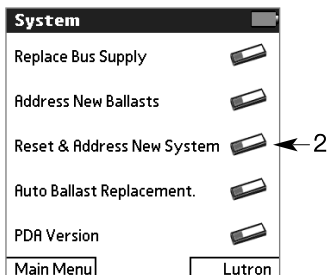 System
Replace Bus Supply
Address New Ballasts
Reset & Address New System
2
Auto Ballast Replacement.
PDA Version
Main Menu
Lutron